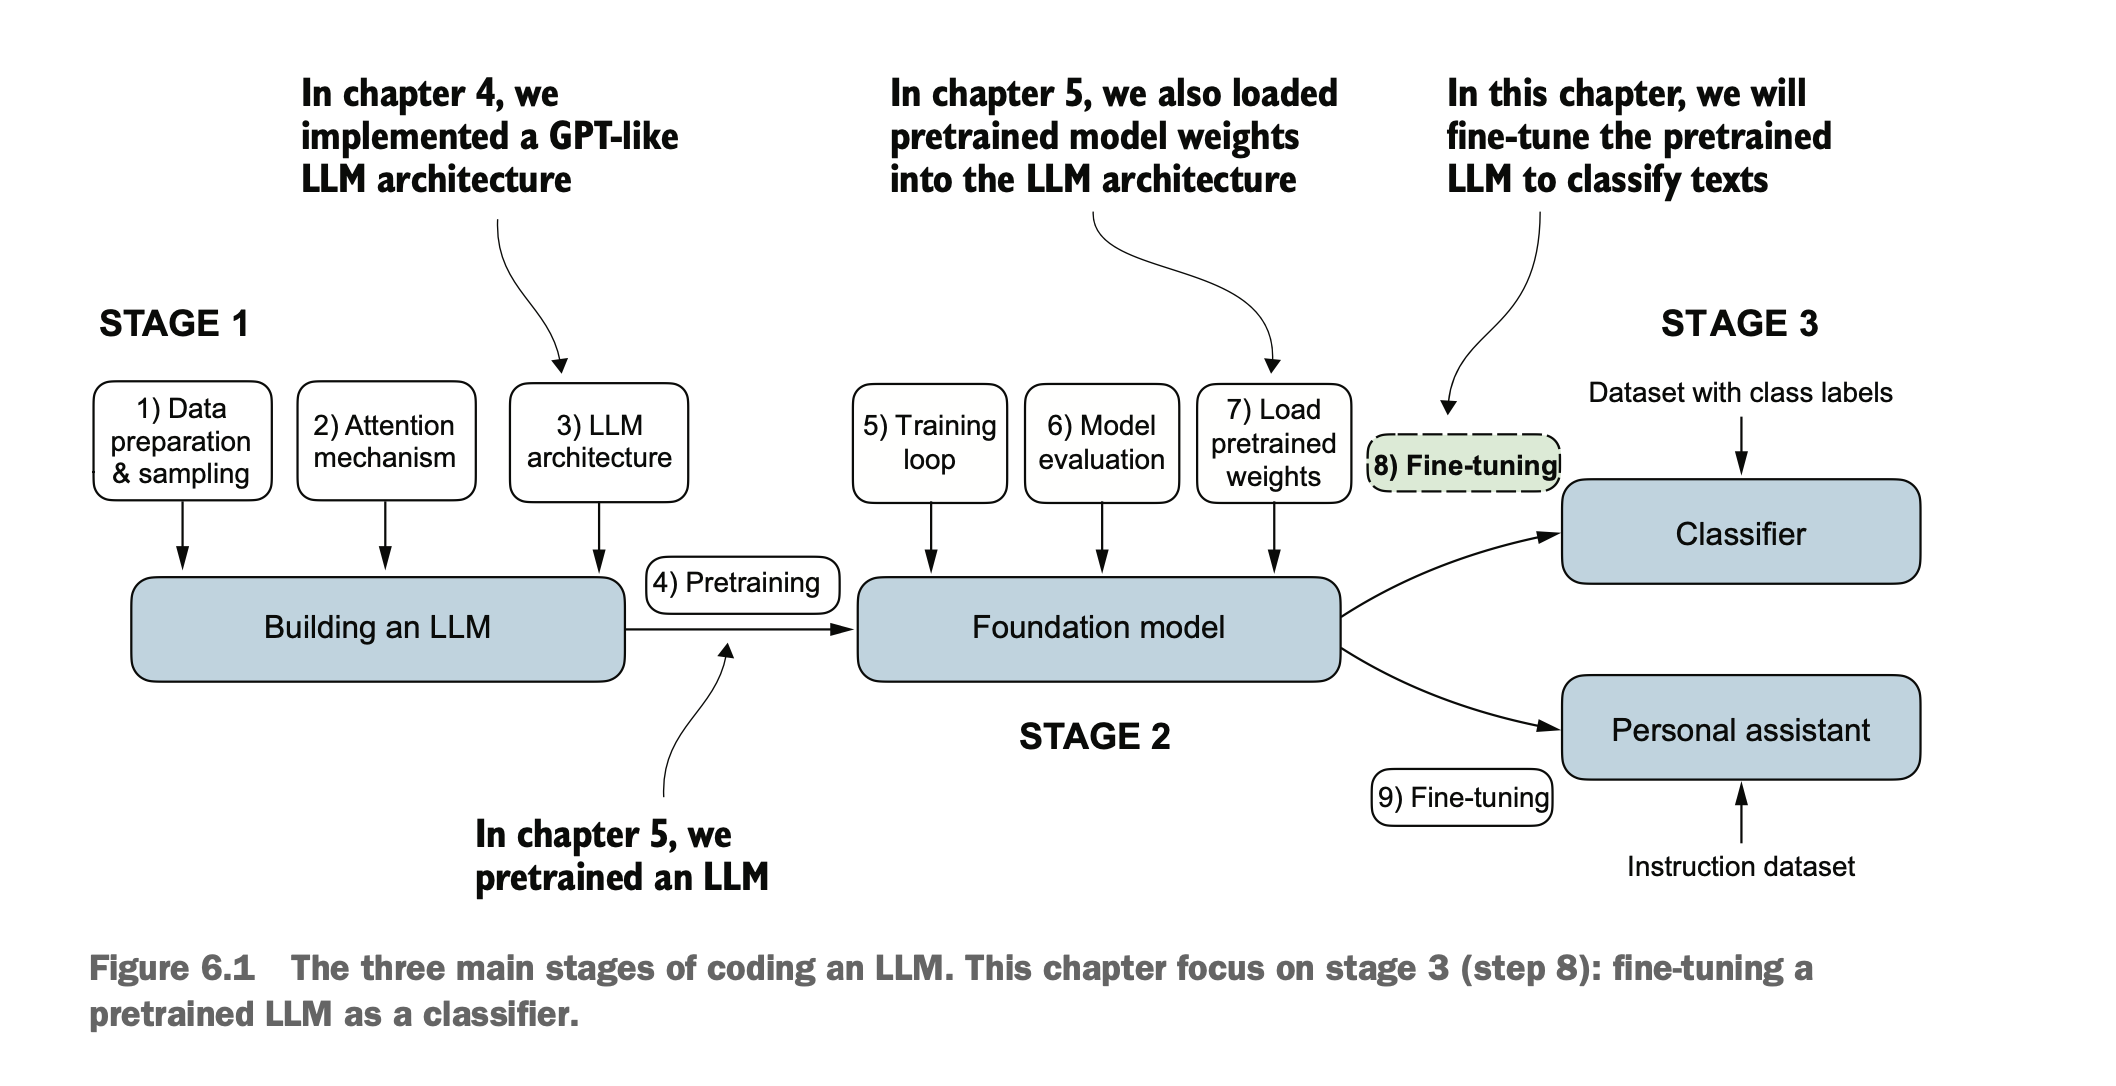 In chapter 4, we
implemented a GPT-like
LLM architecture
In chapter 5, we also loaded
pretrained model weights
into the LLM architecture
In this chapter, we will
fine-tune the pretrained
LLM to classify texts
STAGE 1
STAGE 3
1) Data
preparation
& sampling
2) Attention
mechanism
3) LLM
architecture
5) Training
loop
6) Model
evaluation
7) Load
pretrained
weights
8) Fine-tuning
Dataset with class labels
Classifier
4) Pretraining
Building an LLM
Foundation model
STAGE 2
Personal assistant
9) Fine-tuning
Instruction dataset
In chapter 5, we
pretrained an LLM
Figure 6.1 The three main stages of coding an LLM. This chapter focus on stage 3 (step 8): fine-tuning a
pretrained LLM as a classifier.